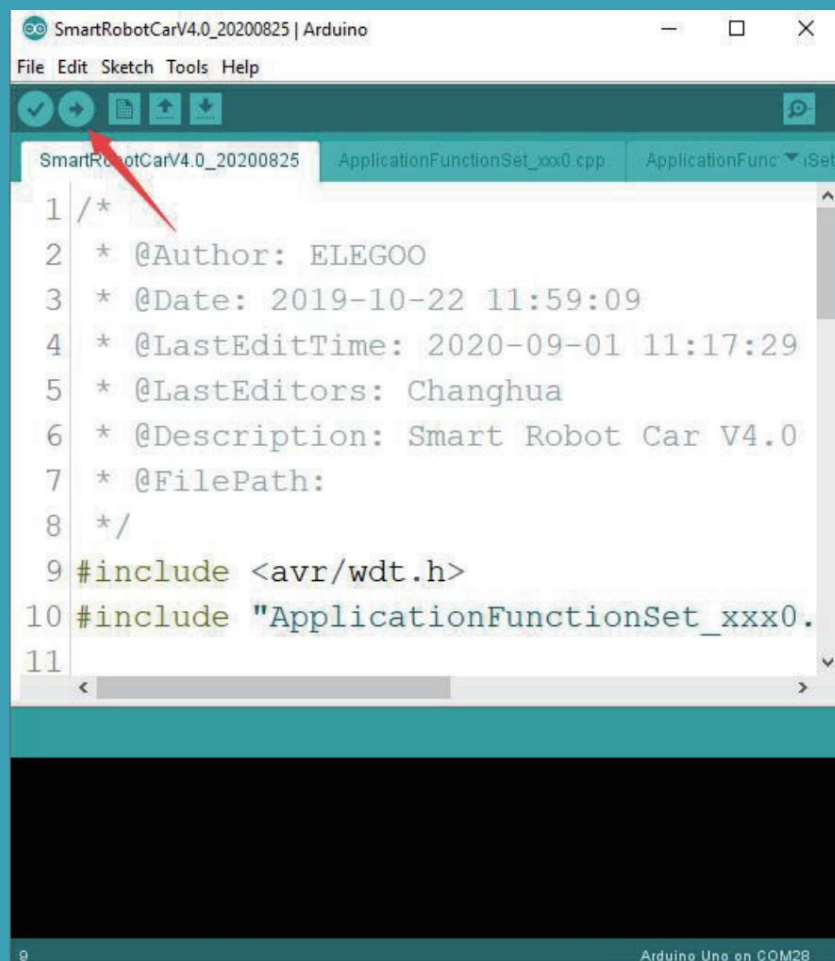 SmartRobotCarV4.0_20200825 | Arduino
File Edit Sketch Tools Help
SmartRobotCarV4.0_20200825 ApplicationFunctionSet_xxx0.cpp ApplicationFunc
1 /*
2 * @Author: ELEGOO
3 * @Date: 2019-10-22 11:59:09
4 * @LastEditTime: 2020-09-01 11:17:29
5 * @LastEditors: Changhua
6 * @Description: Smart Robot Car V4.0
7 * @FilePath:
8 */
9 #include <avr/wdt.h>
10 #include "ApplicationFunctionSet_xxx0.
11
9 Arduino Uno on COM28